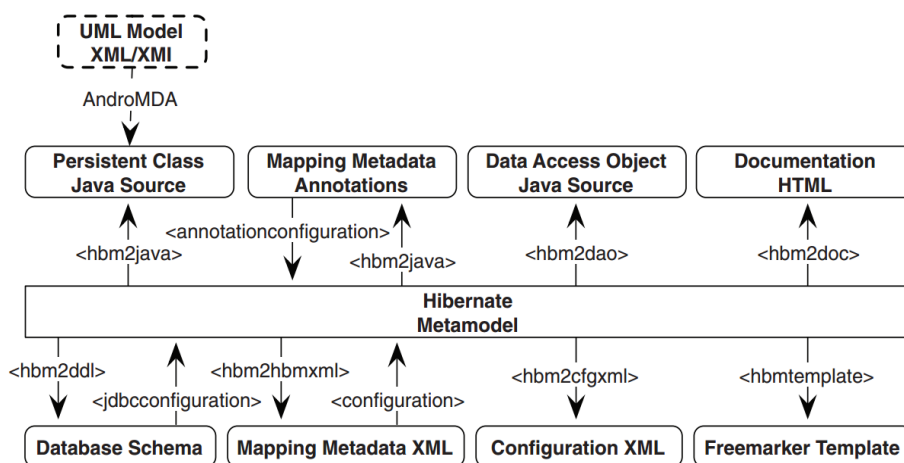 UML Model
XML/XMI
AndroMDA
Persistent Class
Java Source
Mapping Metadata
Annotations
Data Access Object
Java Source
Documentation
HTML
<annotationconfiguration>
<hbm2java>
<hbm2java>
<hbm2dao>
<hbm2doc>
Hibernate
Metamodel
<hbm2ddl>
<hbm2hbmxml>
<hbm2cfgxml>
<hbmtemplate>
<jdbcconfiguration>
<configuration>
Database Schema
Mapping Metadata XML
Configuration XML
Freemarker Template